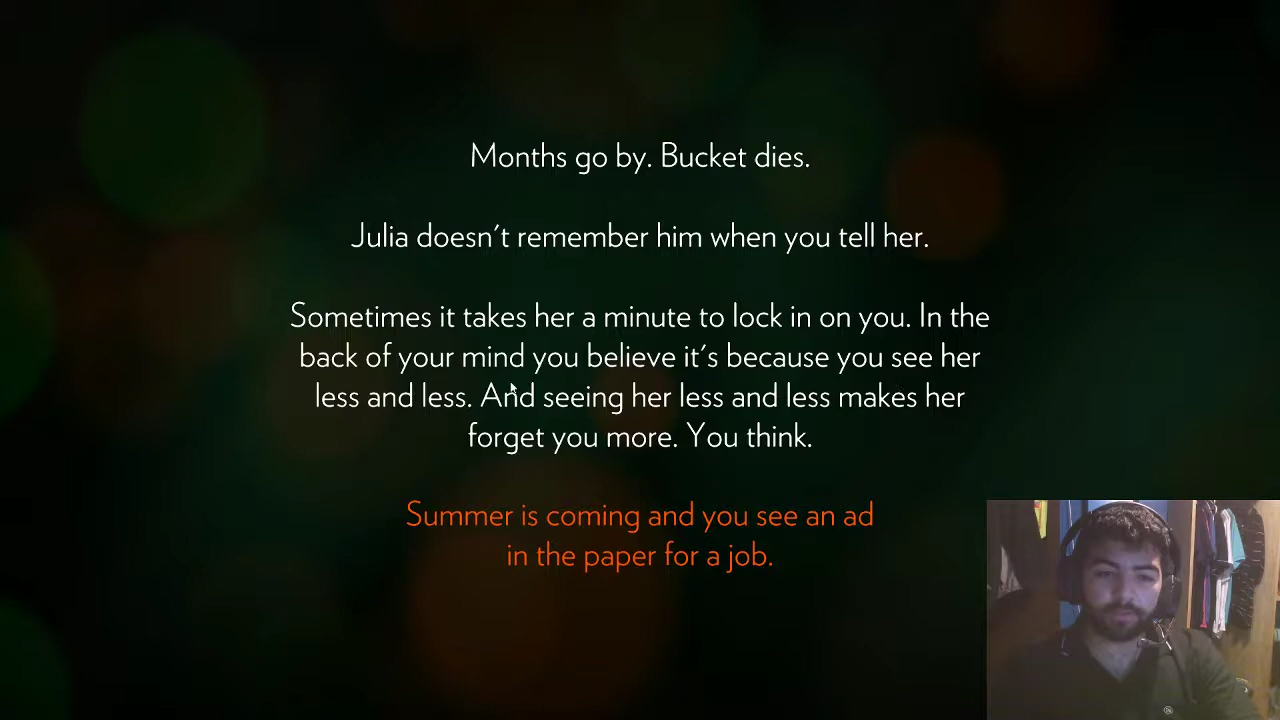 Months go by. Bucket dies.
Julia doesn't remember him when you tell her.
Sometimes it takes her a minute to lock in on you. In the
back of your mind you believe it's because you see her
less and less. And seeing her less and less makes her
forget you more. You think.
Summer is coming and you see an ad
in the paper for a job.